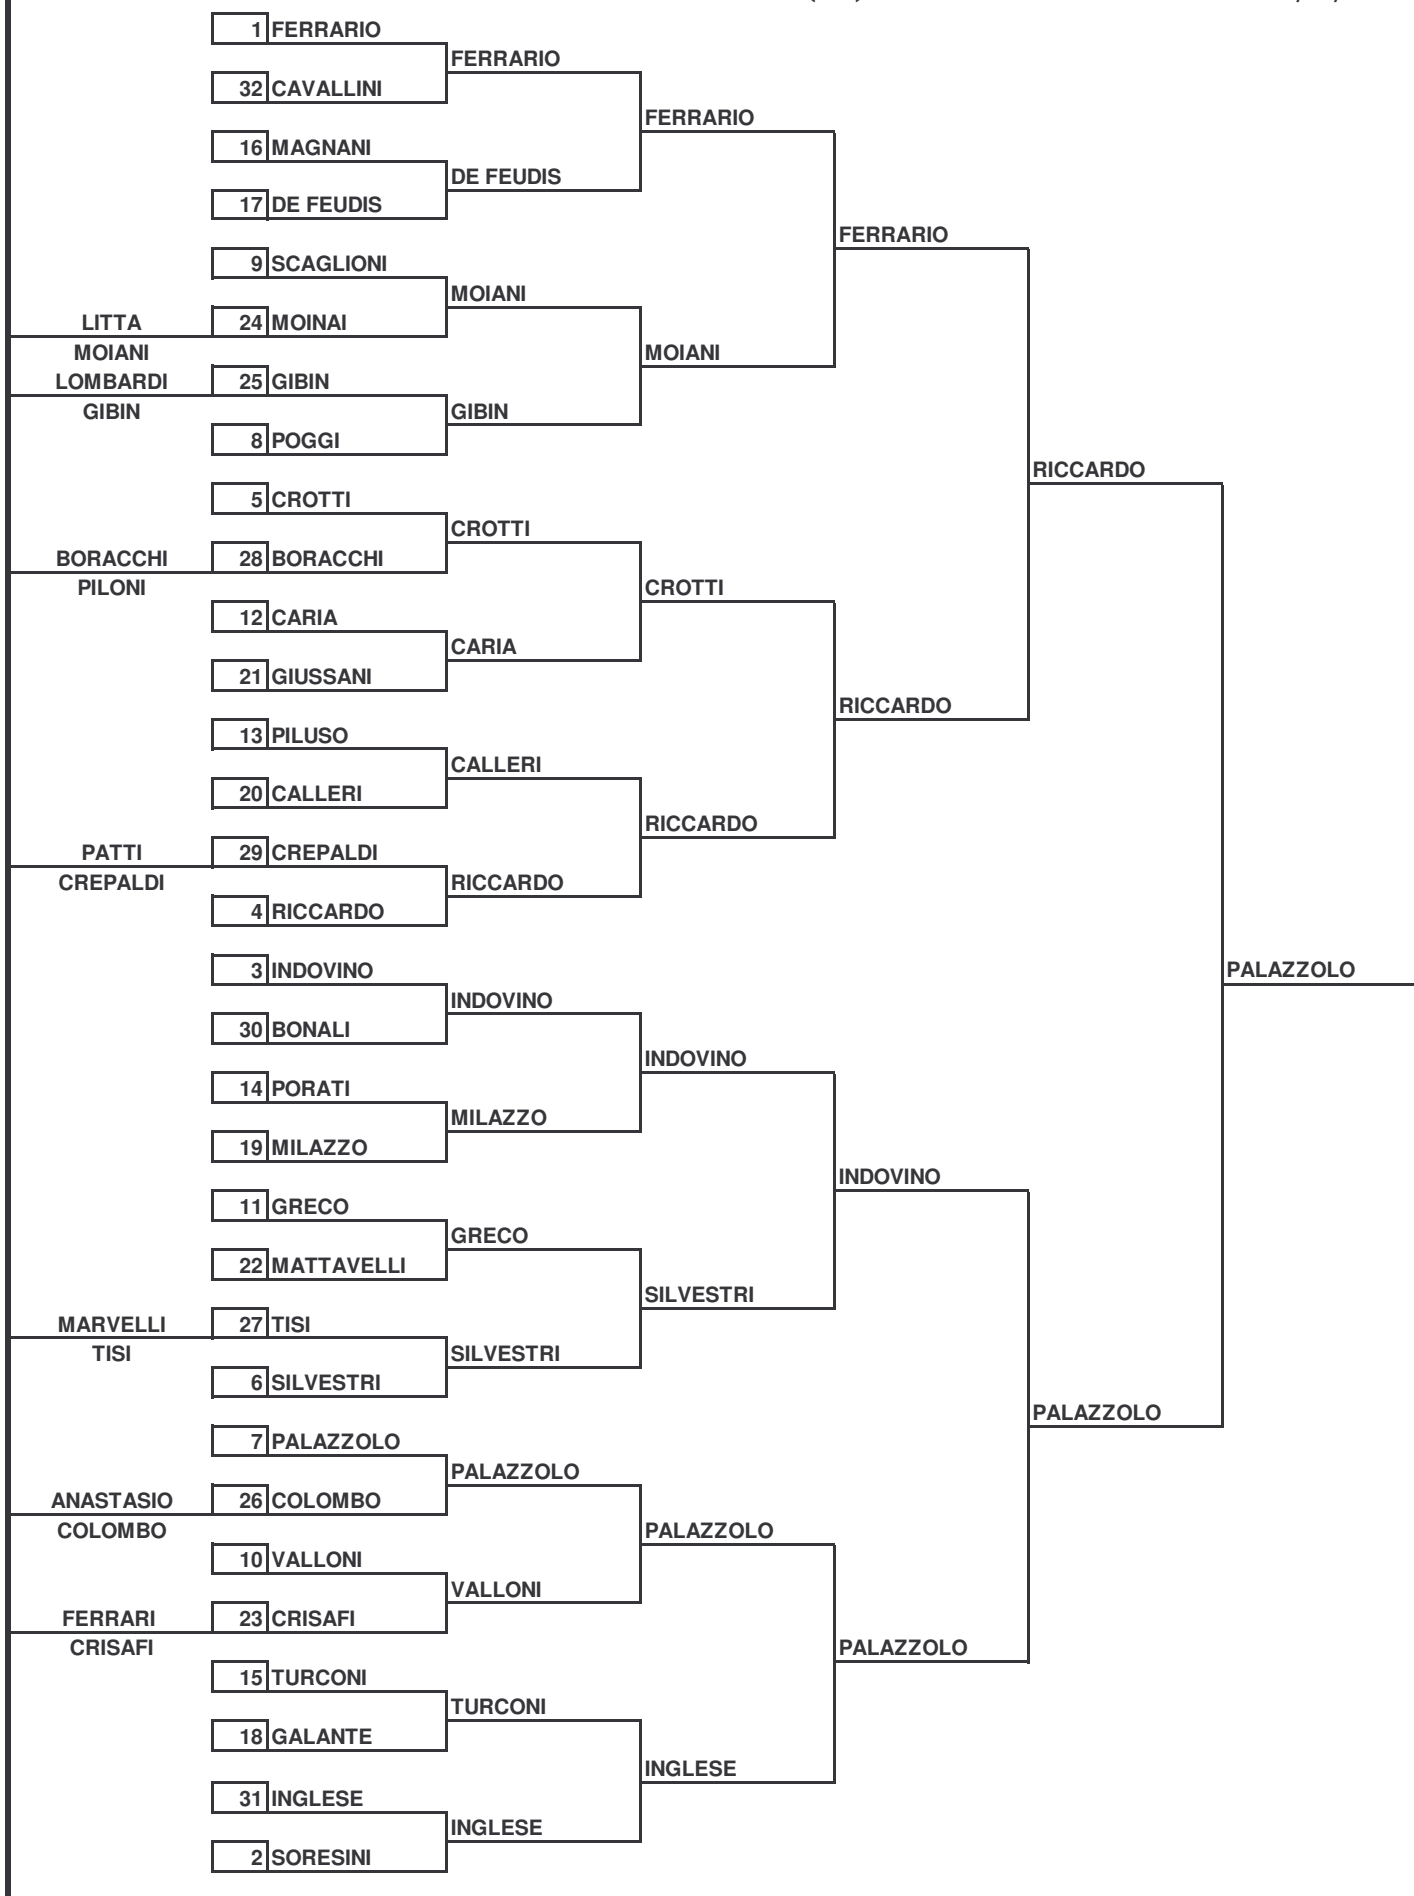 1 FERRARIO
FERRARIO
32 CAVALLINI
FERRARIO
16 MAGNANI
DE FEUDIS
17 DE FEUDIS
FERRARIO
9 SCAGLIONI
MOIANI
LITTA 24 MOINAI
MOIANI MOIANI
LOMBARDI 25 GIBIN
GIBIN GIBIN
8 POGGI
RICCARDO
5 CROTTI
CROTTI
BORACCHI 28 BORACCHI
PILONI CROTTI
12 CARIA
CARIA
21 GIUSSANI
RICCARDO
13 PILUSO
CALLERI
20 CALLERI
RICCARDO
PATTI 29 CREPALDI
CREPALDI RICCARDO
4 RICCARDO
3 INDOVINO PALAZZOLO
INDOVINO
30 BONALI
INDOVINO
14 PORATI
MILAZZO
19 MILAZZO
INDOVINO
11 GRECO
GRECO
22 MATTAVELLI
SILVESTRI
MARVELLI 27 TISI
TISI SILVESTRI
6 SILVESTRI
PALAZZOLO
7 PALAZZOLO
PALAZZOLO
ANASTASIO 26 COLOMBO
COLOMBO PALAZZOLO
10 VALLONI
VALLONI
FERRARI 23 CRISAFI
CRISAFI PALAZZOLO
15 TURCONI
TURCONI
18 GALANTE
INGLESE
31 INGLESE
INGLESE
2 SORESINI